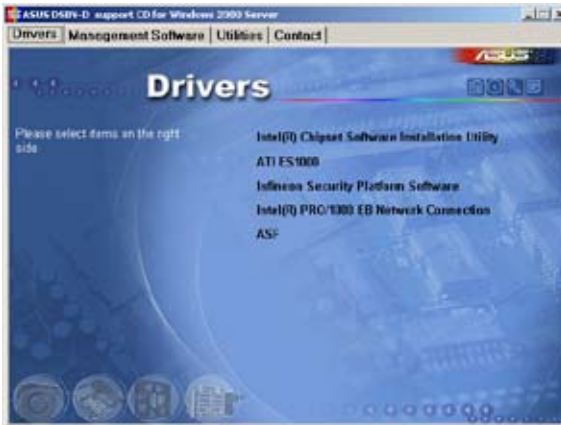 ASUS DSBV-D support CD for Windows 2000 Server
Drivers Management Software Utilities Contact
ASUS
Drivers
Please select items on the right
side
Intel(R) Chipset Software Installation Utility
ATI ES1000
Infineon Security Platform Software
Intel(R) PRO/1000 EB Network Connection
ASF